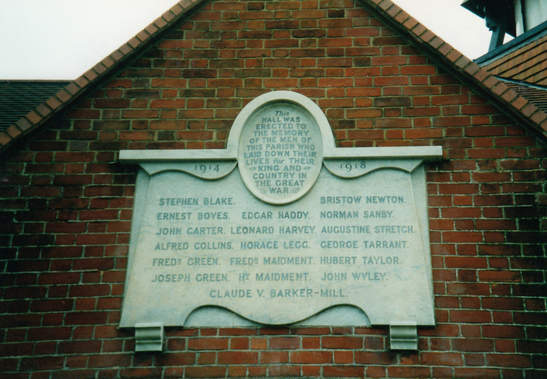 This
HALL WAS
ERECTED TO
THE MEMORY
OF THE MEN OF
THIS PARISH WHO
LAID DOWN THEIR
LIVES for THEIR
KING AND
COUNTRY IN
THE GREAT
WAR
1914 1918
STEPHEN BLAKE. BRISTOW NEWTON.
ERNEST BOYES. EDGAR HADDY. NORMAN SANBY.
JOHN CARTER. LEONARD HARVEY. AUGUSTINE STRETCH.
ALFRED COLLINS. HORACE LEGG. GEORGE TARRANT.
FREDK GREEN. FREDK MAIDMENT. HUBERT TAYLOR.
JOSEPH GREEN. HY MAIDMENT. JOHN WYLEY.
CLAUDE V. BARKER-MILL.